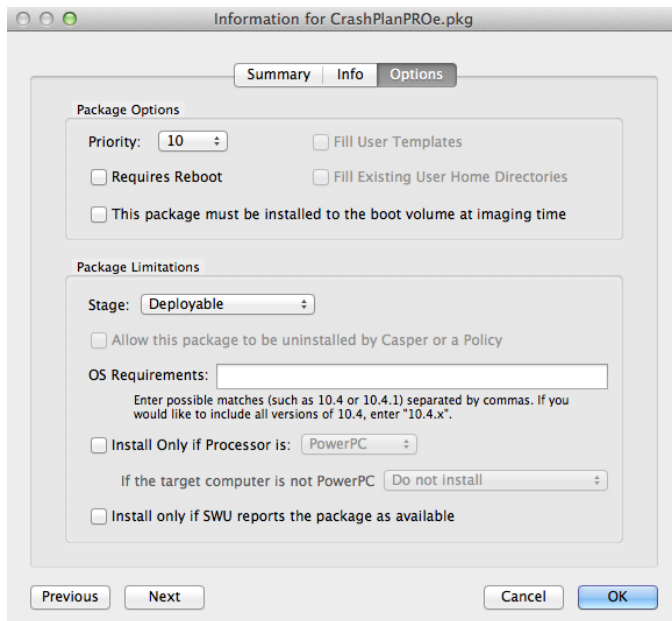 Information for CrashPlanPROe.pkg
Summary Info Options
Package Options
Priority: 10 Fill User Templates
Requires Reboot Fill Existing User Home Directories
This package must be installed to the boot volume at imaging time
Package Limitations
Stage: Deployable
Allow this package to be uninstalled by Casper or a Policy
OS Requirements:
Enter possible matches (such as 10.4 or 10.4.1) separated by commas. If you
would like to include all versions of 10.4, enter "10.4.x".
Install Only if Processor is: PowerPC
If the target computer is not PowerPC Do not install
Install only if SWU reports the package as available
Previous Next Cancel OK